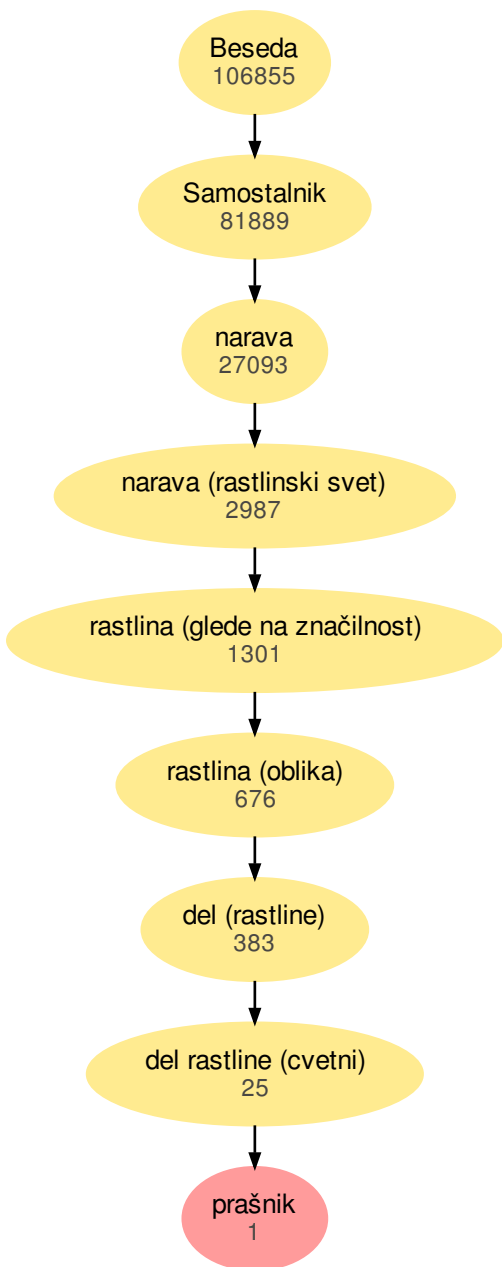 Beseda
106855
Samostalnik
81889
narava
27093
narava (rastlinski svet)
2987
rastlina (glede na značilnost)
1301
rastlina (oblika)
676
del (rastline)
383
del rastline (cvetni)
25
prašnik
1